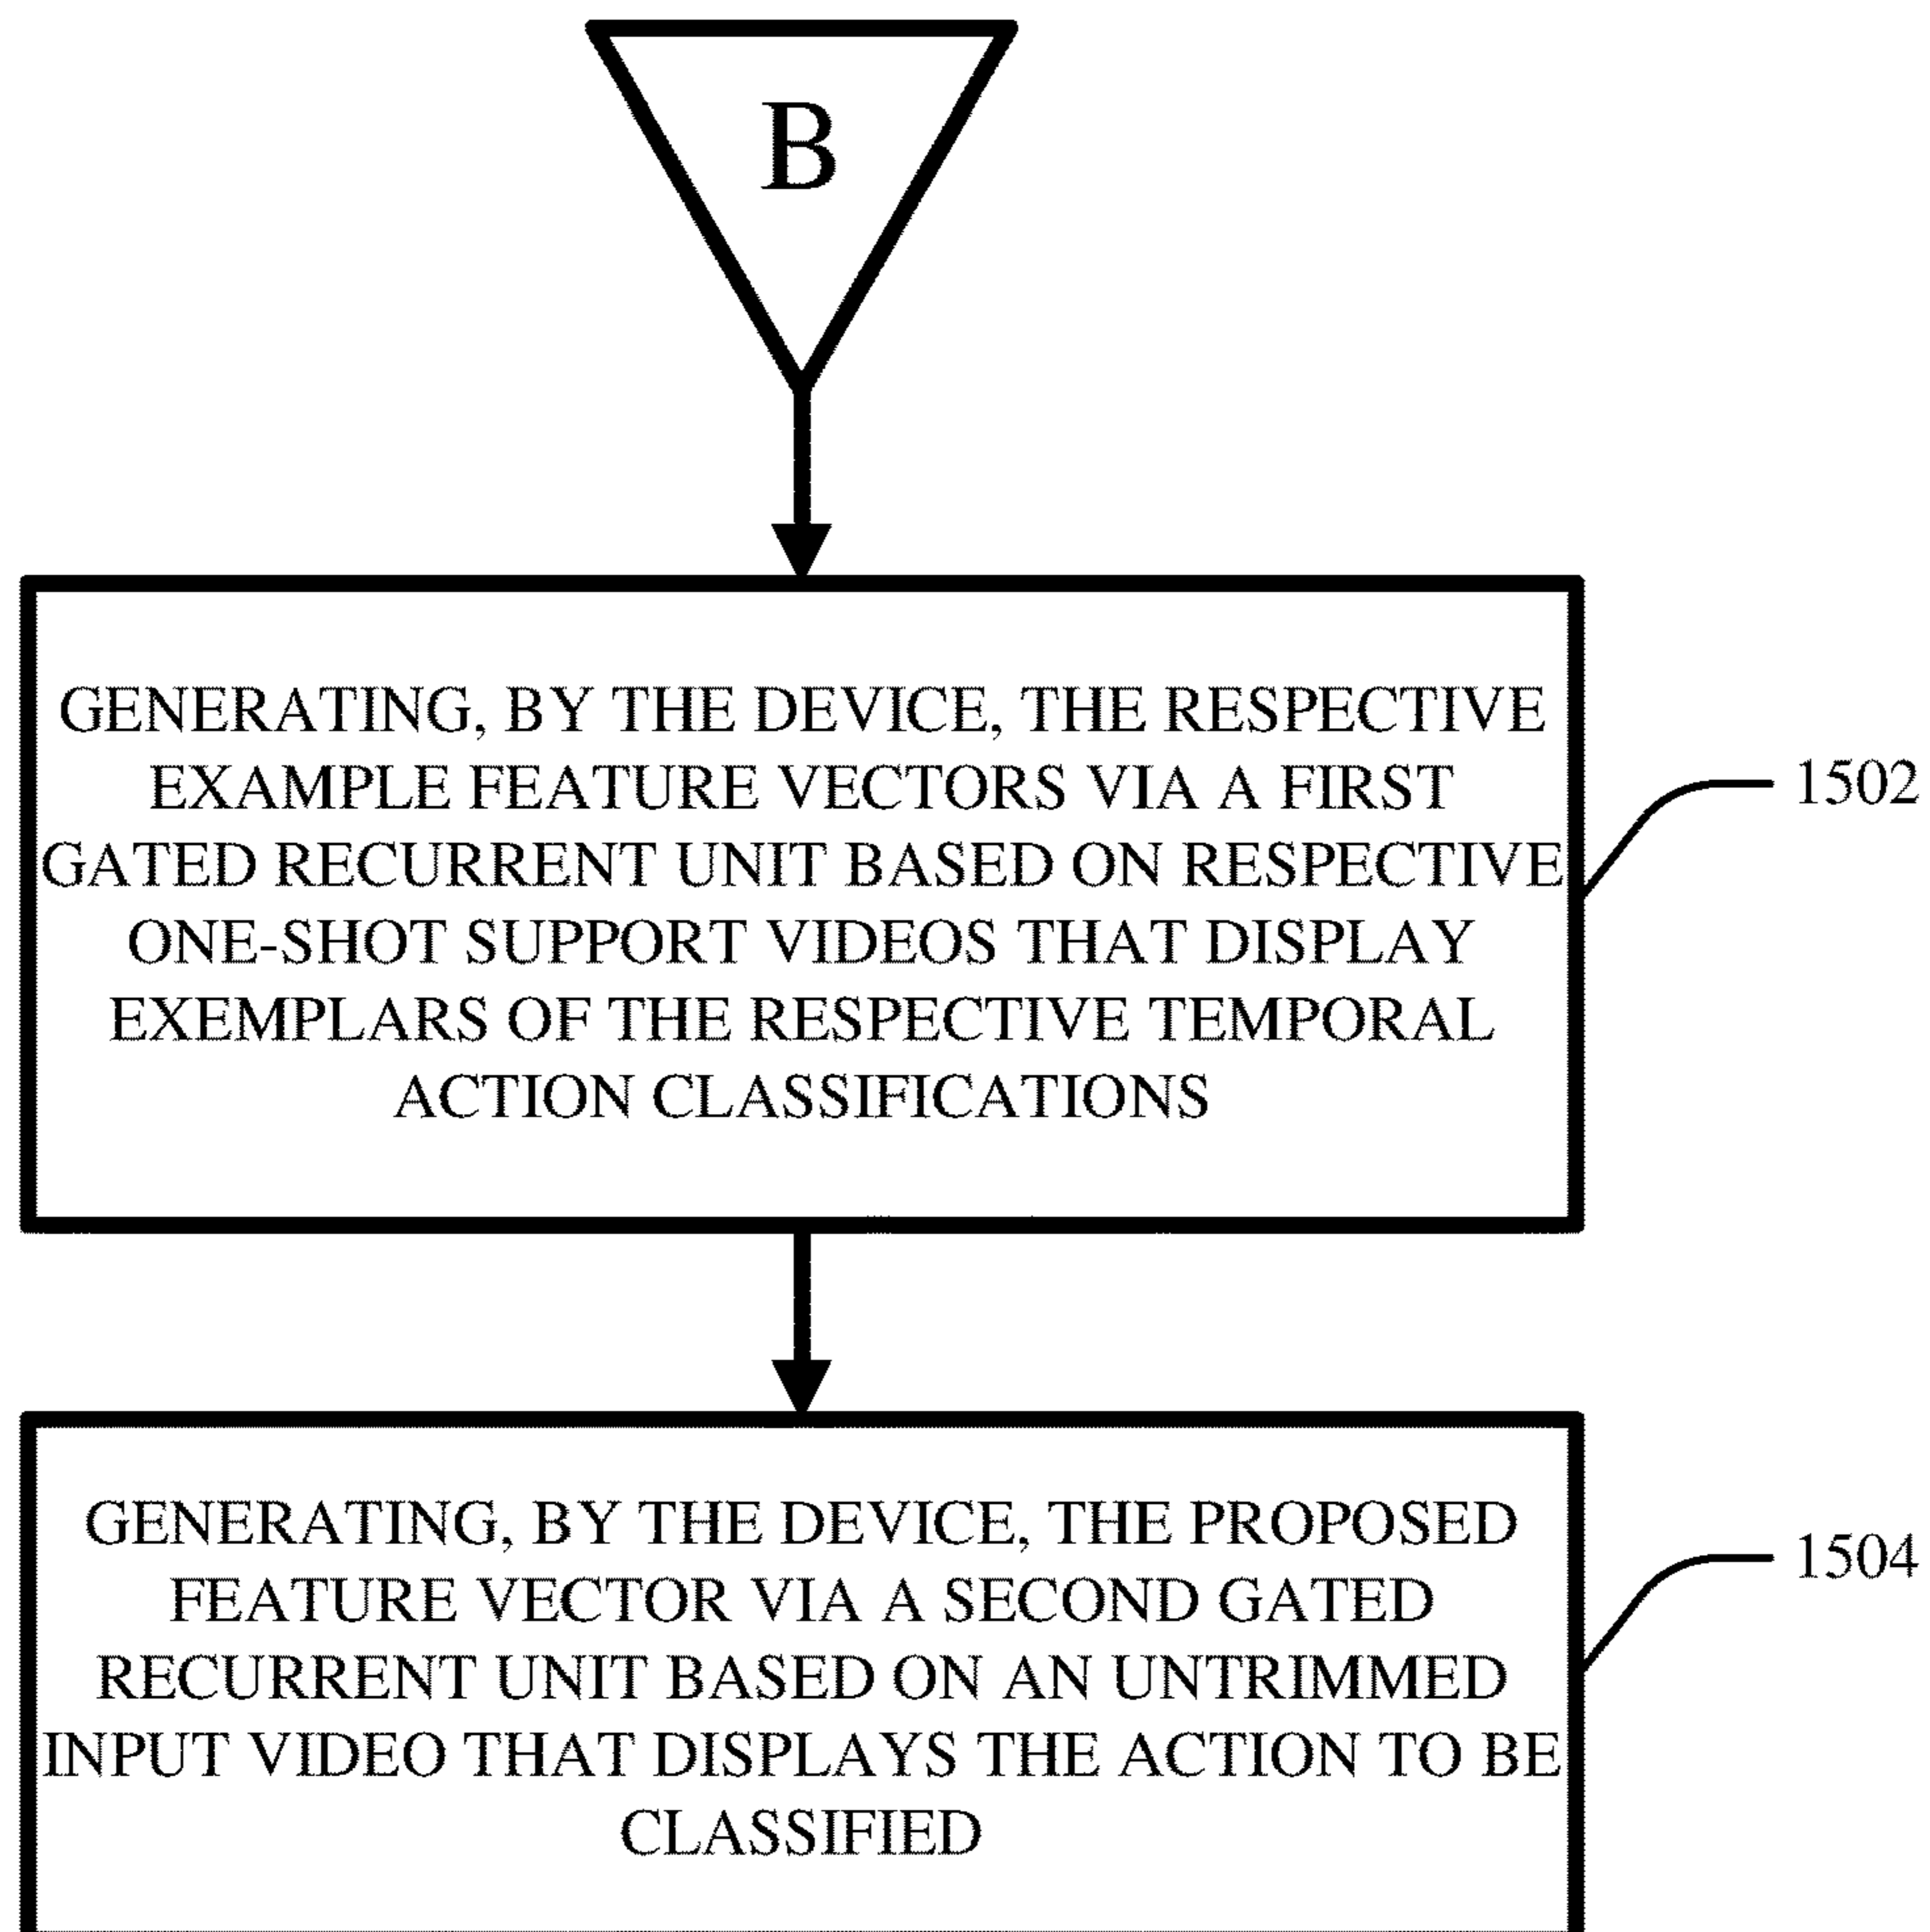 B
GENERATING, BY THE DEVICE, THE RESPECTIVE
EXAMPLE FEATURE VECTORS VIA A FIRST
GATED RECURRENT UNIT BASED ON RESPECTIVE
ONE-SHOT SUPPORT VIDEOS THAT DISPLAY
EXEMPLARS OF THE RESPECTIVE TEMPORAL
ACTION CLASSIFICATIONS
1502
GENERATING, BY THE DEVICE, THE PROPOSED
FEATURE VECTOR VIA A SECOND GATED
RECURRENT UNIT BASED ON AN UNTRIMMED
INPUT VIDEO THAT DISPLAYS THE ACTION TO BE
CLASSIFIED
1504